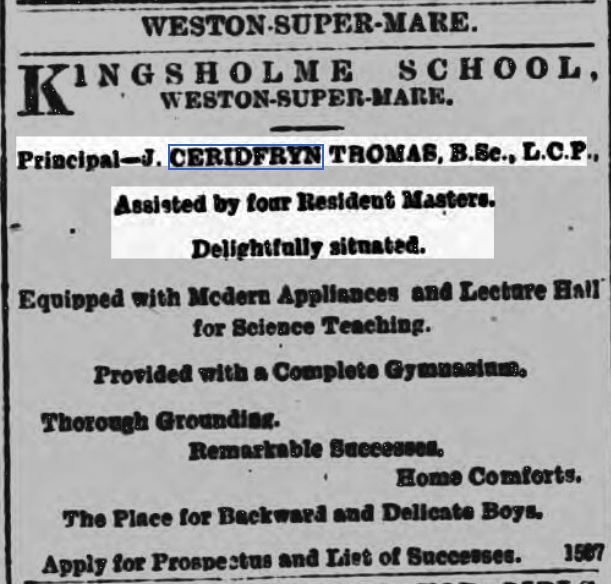 WESTON-SUPER-MARE.
KINGSHOLME SCHOOL,
WESTON-SUPER-MARE.
Principal—J. CERIDFRYN THOMAS, B.Sc., L.C.P.,
Assisted by four Resident Masters.
Delightfully situated.
Equipped with Modern Appliances and Lecture Hall
for Science Teaching.
Provided with a Complete Gymnasium.
Thorough Grounding.
Remarkable Successes.
Home Comforts.
The Place for Backward and Delicate Boys.
Apply for Prospectus and List of Successes. 1587